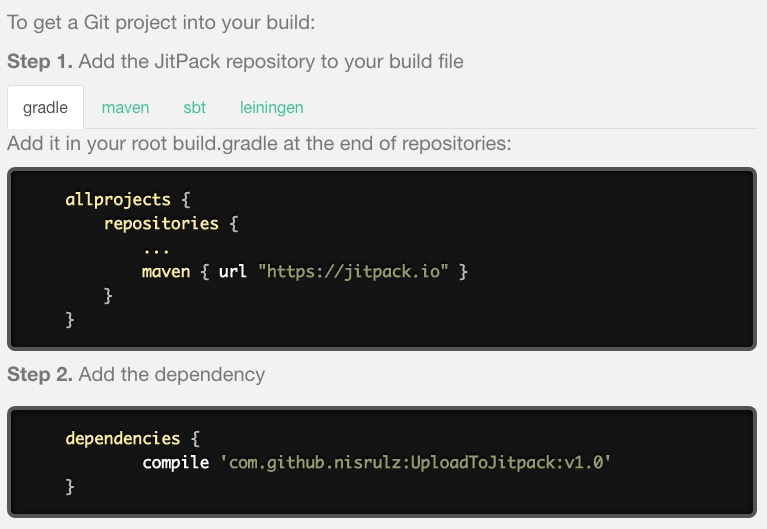 To get a Git project into your build:
Step 1. Add the JitPack repository to your build file
gradle maven sbt leiningen
Add it in your root build.gradle at the end of repositories:
allprojects {
repositories {
...
maven { url "https://jitpack.io" }
}
}
Step 2. Add the dependency
dependencies {
compile 'com.github.nisrulz:UploadToJitpack:v1.0'
}